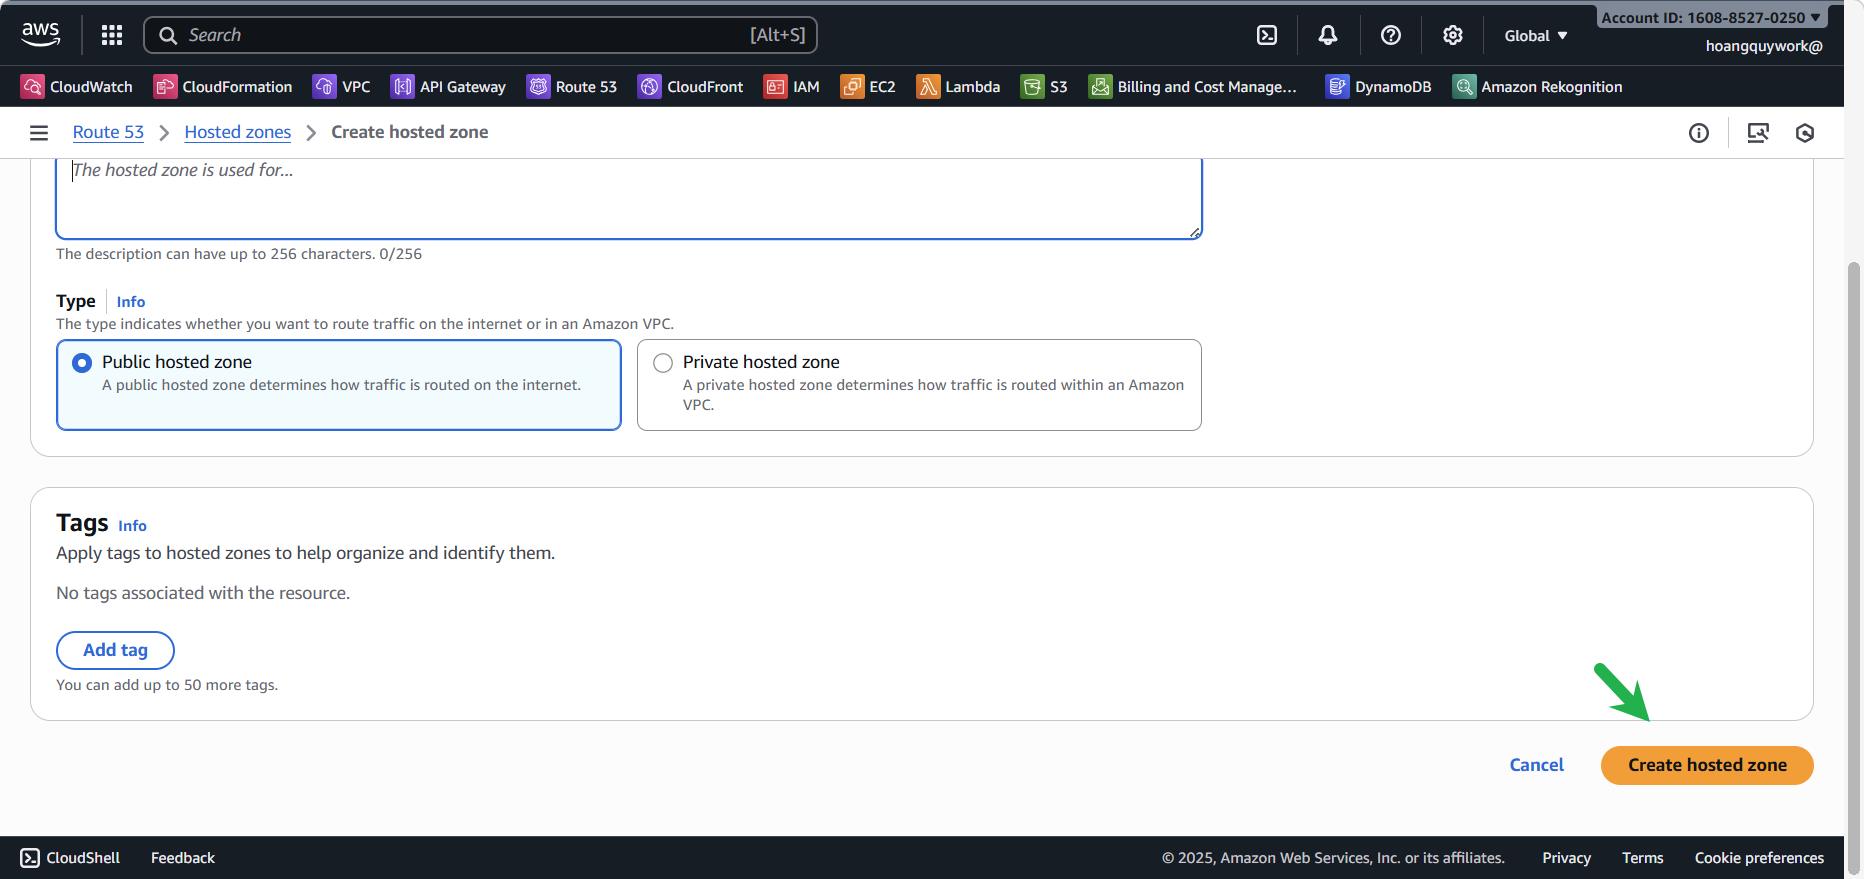 aws
Search [Alt+S]
Global
Account ID: 1608-8527-0250
hoangquywork@
CloudWatch
CloudFormation
VPC
API Gateway
Route 53
CloudFront
IAM
EC2
Lambda
S3
Billing and Cost Manage...
DynamoDB
Amazon Rekognition
Route 53 > Hosted zones > Create hosted zone
The hosted zone is used for...
The description can have up to 256 characters. 0/256
Type Info
The type indicates whether you want to route traffic on the internet or in an Amazon VPC.
Public hosted zone
A public hosted zone determines how traffic is routed on the internet.
Private hosted zone
A private hosted zone determines how traffic is routed within an Amazon
VPC.
Tags Info
Apply tags to hosted zones to help organize and identify them.
No tags associated with the resource.
Add tag
You can add up to 50 more tags.
Cancel
Create hosted zone
CloudShell
Feedback
© 2025, Amazon Web Services, Inc. or its affiliates.
Privacy
Terms
Cookie preferences